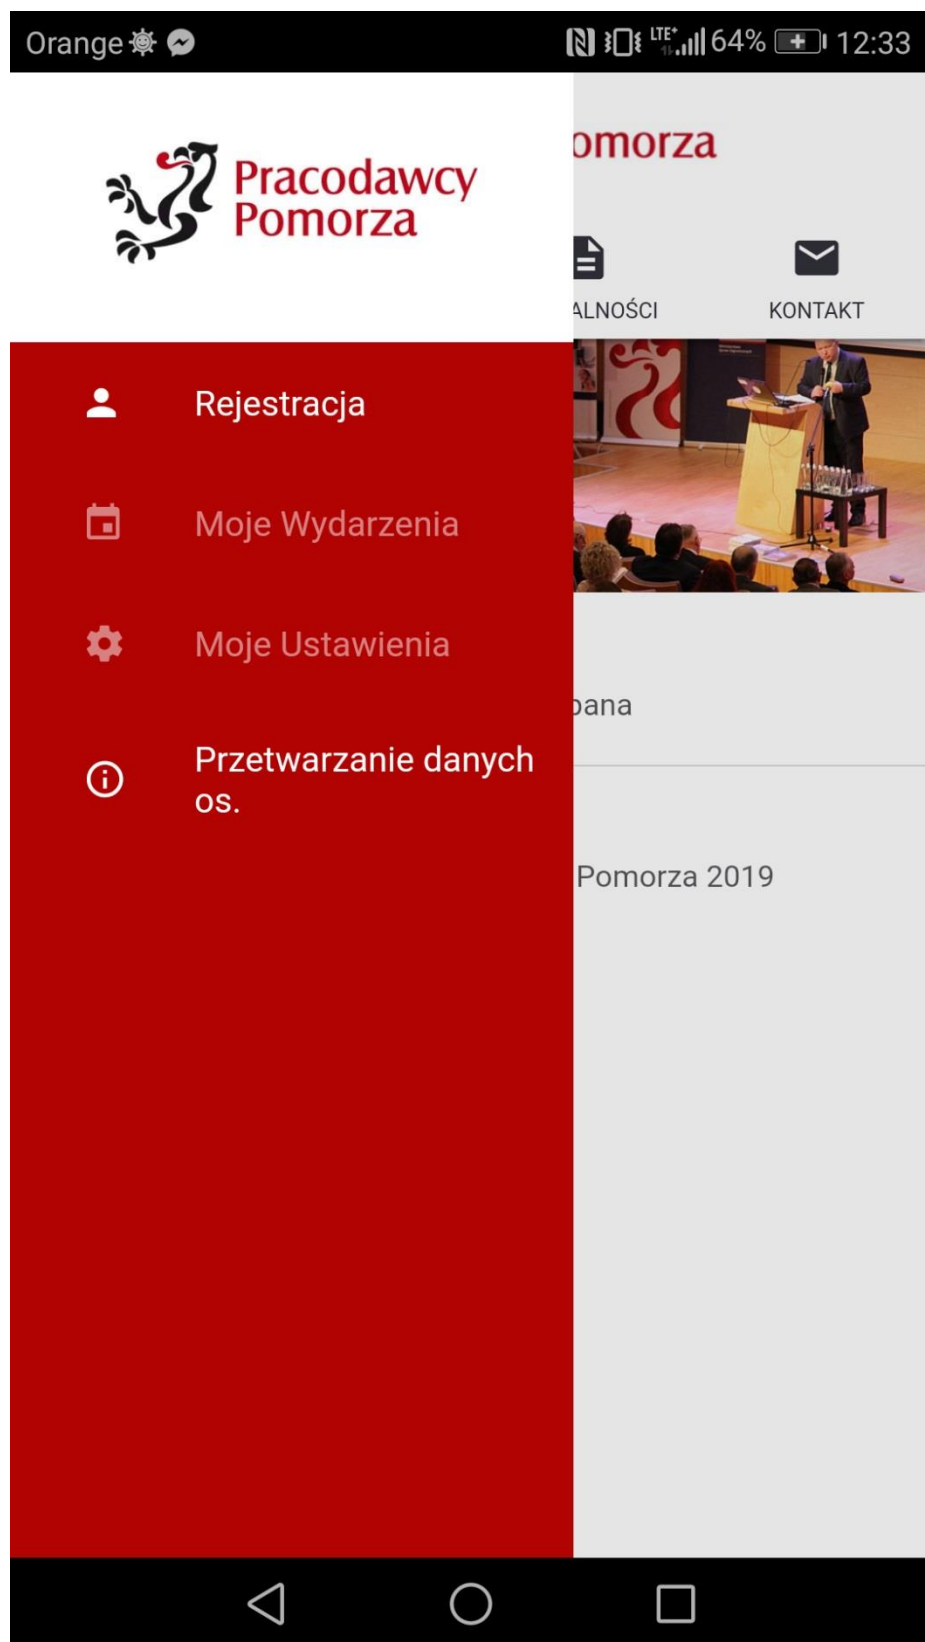 Orange
LTE+ 64% 12:33
Pracodawcy
Pomorza
omorza
ALNOŚCI
KONTAKT
Rejestracja
Moje Wydarzenia
Moje Ustawienia
Przetwarzanie danych
os.
pana
Pomorza 2019